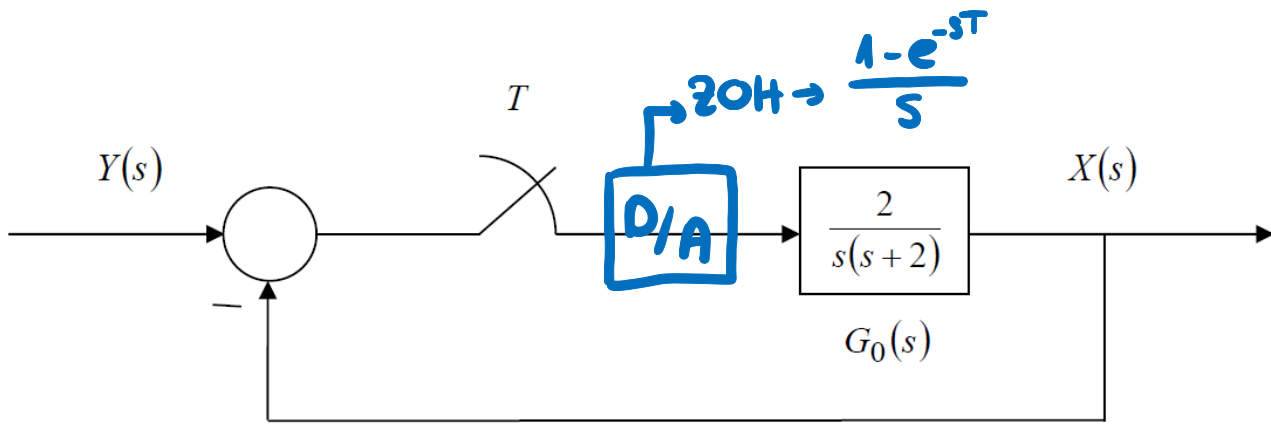 ZOH → (1 - e^{-sT})/s
T
Y(s)
D/A
2/(s(s+2))
X(s)
−
G₀(s)